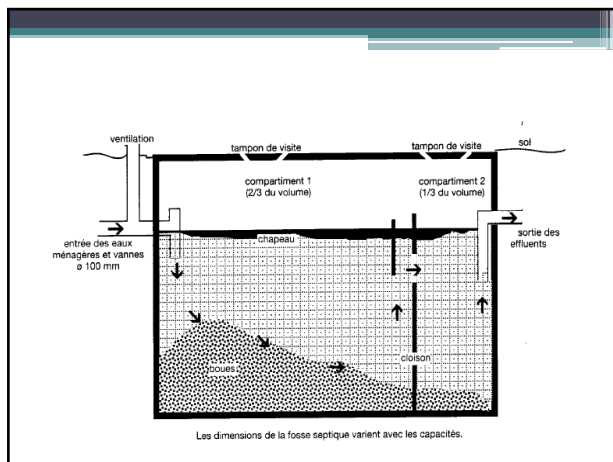 ventilation
tampon de visite
tampon de visite
sol
compartiment 1
(2/3 du volume)
compartiment 2
(1/3 du volume)
chapeau
entrée des eaux
ménagères et vannes
ø 100 mm
sortie des
effluents
cloison
boues
Les dimensions de la fosse septique varient avec les capacités.